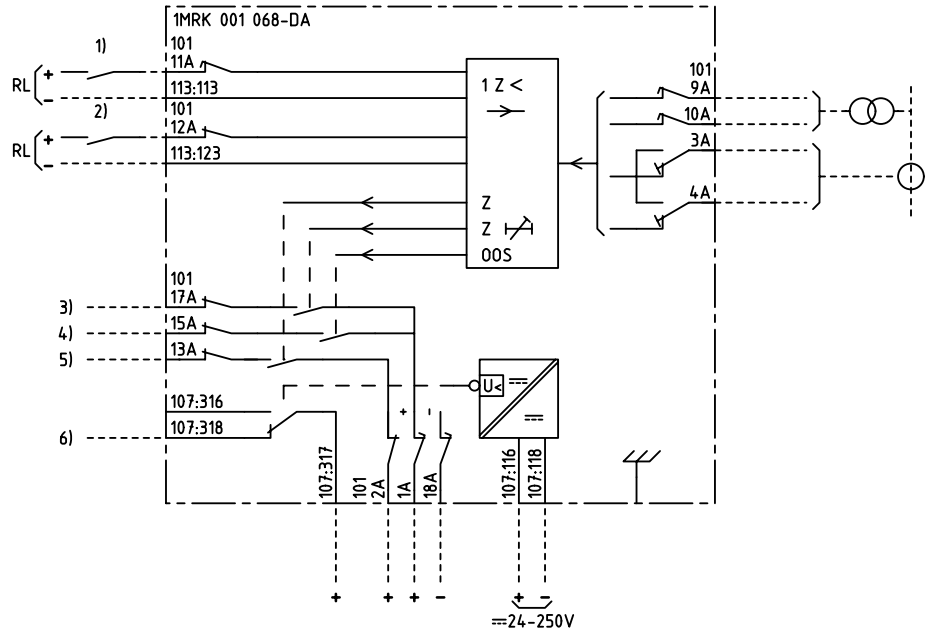 1MRK 001 068-DA
1)
101
11A
RL + -
113:113
2)
101
12A
RL + -
113:123
1 Z <
101
9A
10A
3A
4A
Z
Z
OOS
101
3) 17A
4) 15A
5) 13A
U<
107:316
6) 107:318
107:317
101
2A
1A
18A
107:116
107:118
+ + + - + -
24-250V